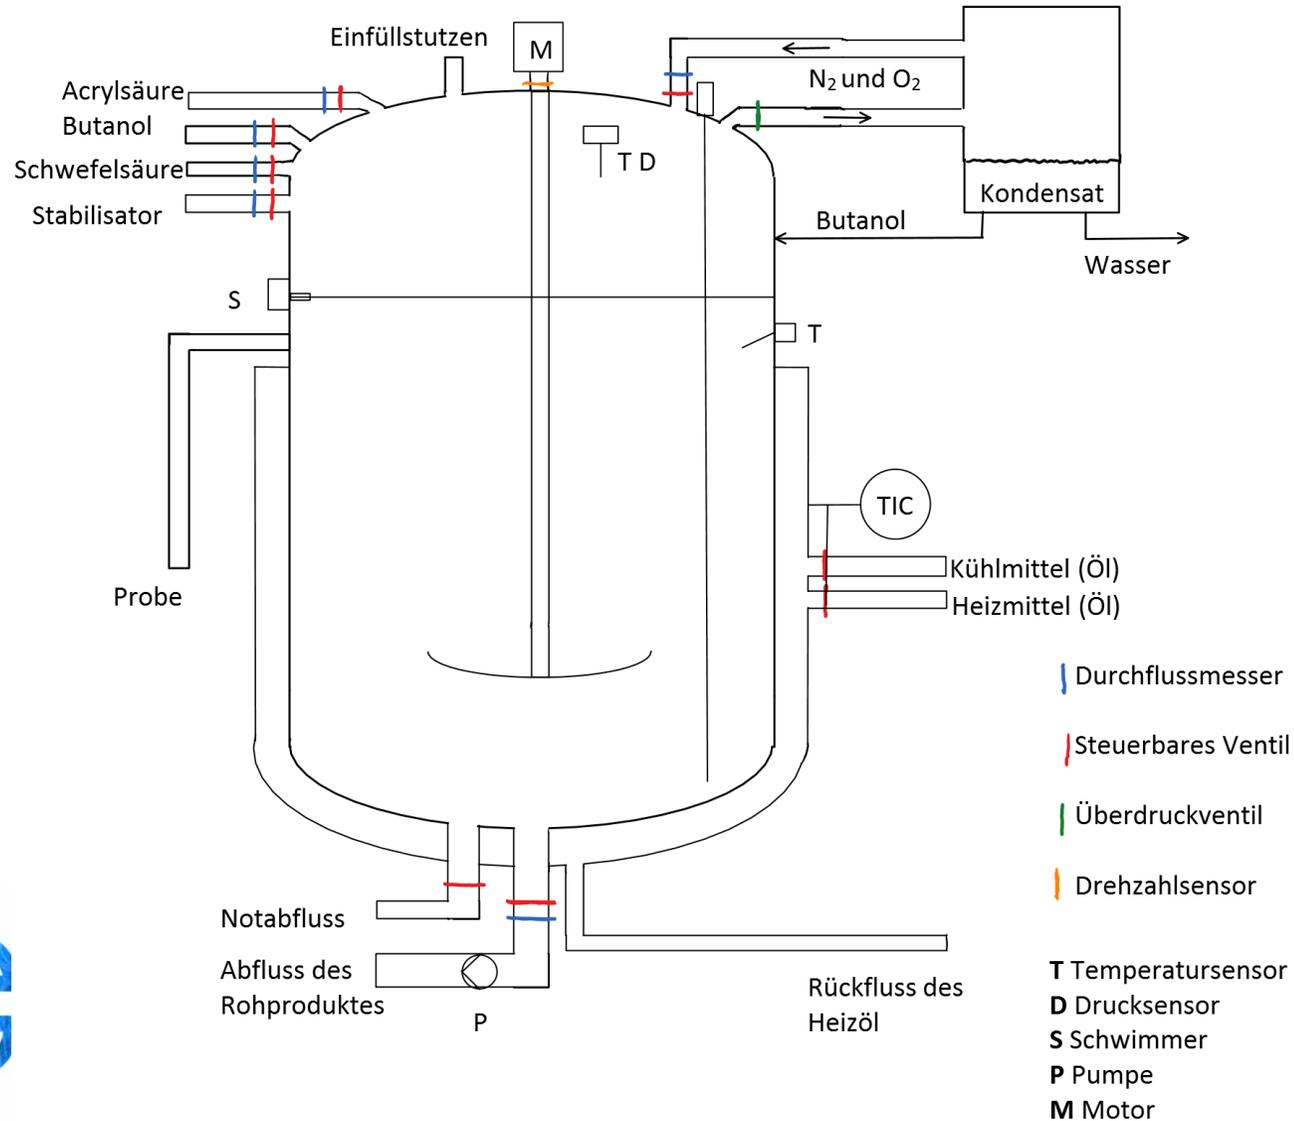 Einfüllstutzen
M
Acrylsäure
Butanol
Schwefelsäure
Stabilisator
N₂ und O₂
T D
Kondensat
Butanol
Wasser
S
T
TIC
Probe
Kühlmittel (Öl)
Heizmittel (Öl)
Durchflussmesser
Steuerbares Ventil
Überdruckventil
Drehzahlsensor
Notabfluss
Abfluss des
Rohproduktes
P
Rückfluss des
Heizöl
T Temperatursensor
D Drucksensor
S Schwimmer
P Pumpe
M Motor